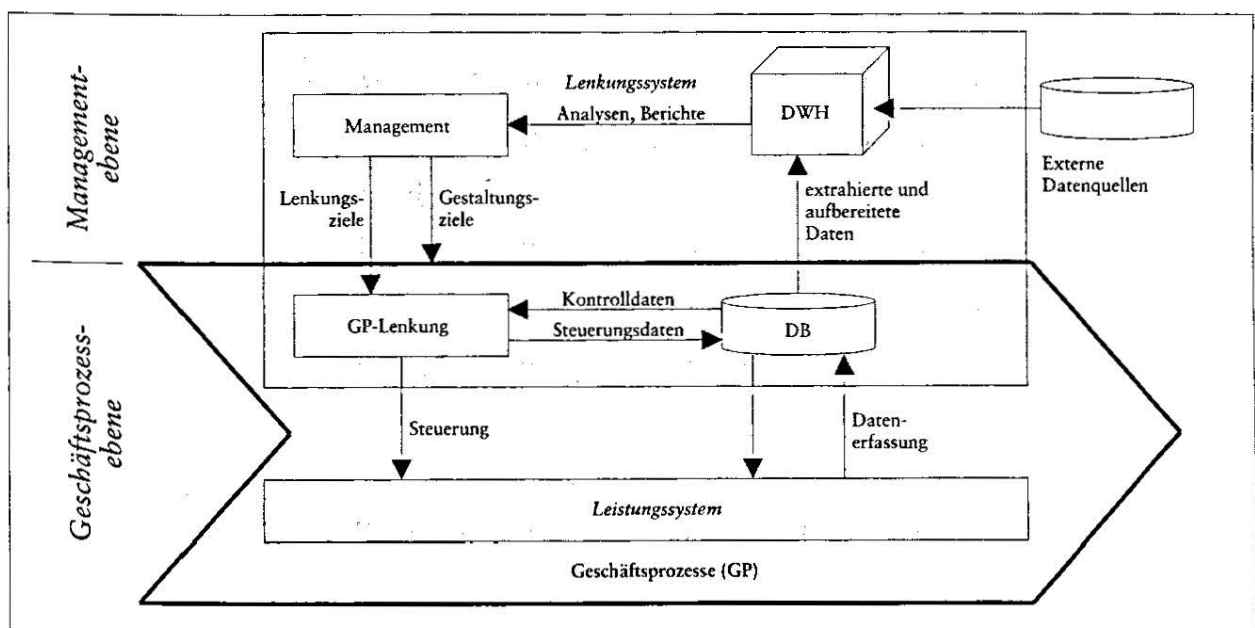 Management-
ebene
Lenkungssystem
Management
Analysen, Berichte
DWH
Externe
Datenquellen
Lenkungs-
ziele
Gestaltungs-
ziele
extrahierte und
aufbereitete
Daten
Geschäftsprozess-
ebene
GP-Lenkung
Kontrolldaten
Steuerungsdaten
DB
Steuerung
Daten-
erfassung
Leistungssystem
Geschäftsprozesse (GP)